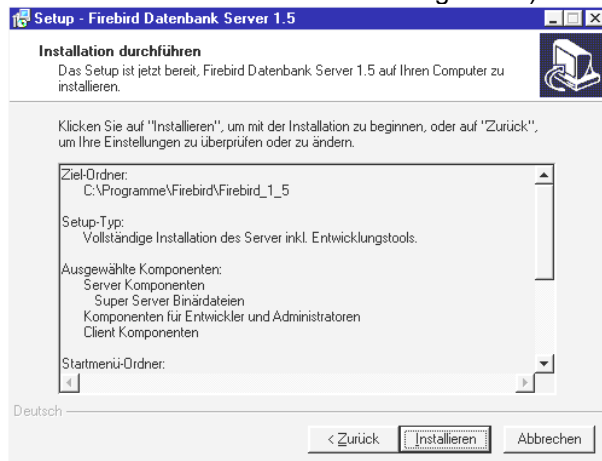 Setup - Firebird Datenbank Server 1.5
Installation durchführen
Das Setup ist jetzt bereit, Firebird Datenbank Server 1.5 auf Ihren Computer zu
installieren.
Klicken Sie auf "Installieren", um mit der Installation zu beginnen, oder auf "Zurück",
um Ihre Einstellungen zu überprüfen oder zu ändern.
Ziel-Ordner:
C:\Programme\Firebird\Firebird_1_5
Setup-Typ:
Vollständige Installation des Server inkl. Entwicklungstools.
Ausgewählte Komponenten:
Server Komponenten
Super Server Binärdateien
Komponenten für Entwickler und Administratoren
Client Komponenten
Startmenü-Ordner:
Deutsch
< Zurück
Installieren
Abbrechen